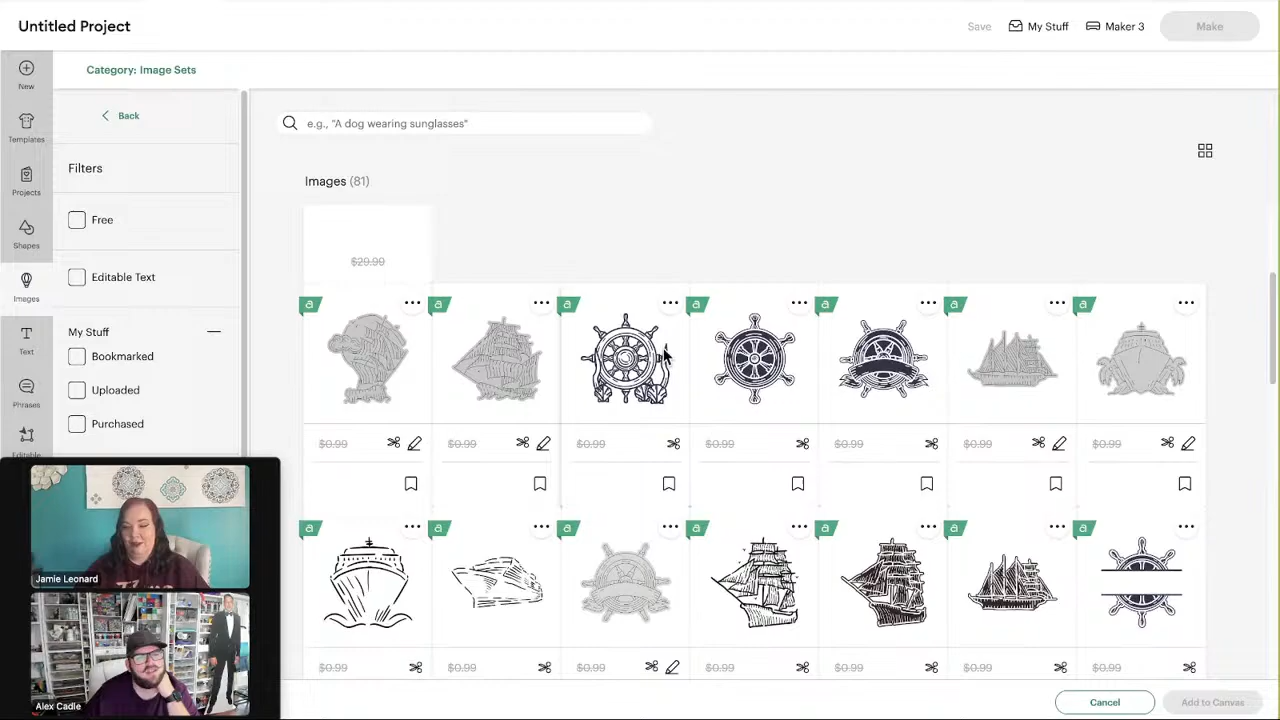 Untitled Project
Save
My Stuff
Maker 3
Make
New
Templates
Projects
Shapes
Images
Text
Phrases
Editable
Category: Image Sets
Back
Filters
Free
Editable Text
My Stuff
Bookmarked
Uploaded
Purchased
e.g., "A dog wearing sunglasses"
Images (81)
$29.99
a a a a a a a
$0.99 $0.99 $0.99 $0.99 $0.99 $0.99 $0.99
a a a a a a a
$0.99 $0.99 $0.99 $0.99 $0.99 $0.99 $0.99
Jamie Leonard
Alex Cadle
Cancel
Add to Canvas